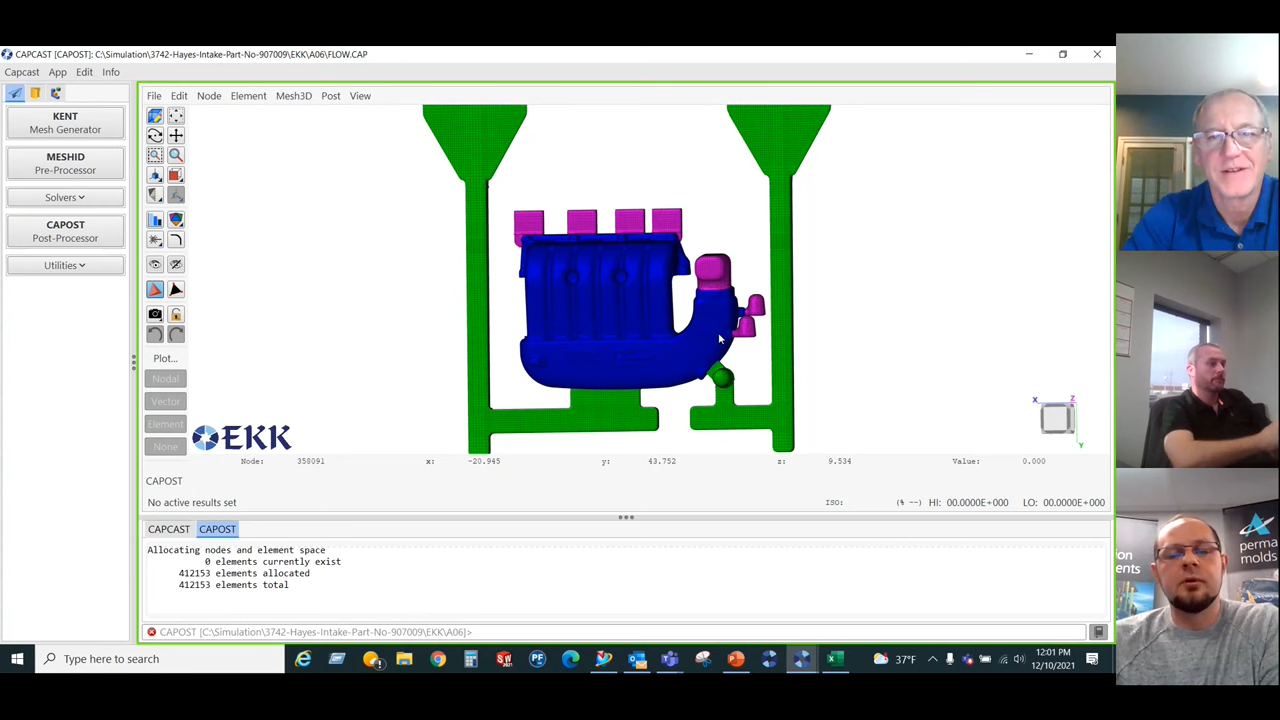 CAPCAST [CAPOST]: C:\Simulation\3742-Hayes-Intake-Part-No-907009\EKK\A06\FLOW.CAP
Capcast App Edit Info
File Edit Node Element Mesh3D Post View
KENT
Mesh Generator
MESHID
Pre-Processor
Solvers
CAPOST
Post-Processor
Utilities
Plot...
Nodal
Vector
Element
None
EKK
X Z
Y
Node: 358091 x: -20.945 y: 43.752 z: 9.534 Value: 0.000
CAPOST
No active results set ISO: (% --) HI: 00.0000E+000 LO: 00.0000E+000
CAPCAST CAPOST
Allocating nodes and element space
0 elements currently exist
412153 elements allocated
412153 elements total
CAPOST [C:\Simulation\3742-Hayes-Intake-Part-No-907009\EKK\A06]>
Type here to search
37°F
12:01 PM
12/10/2021
perma
molds